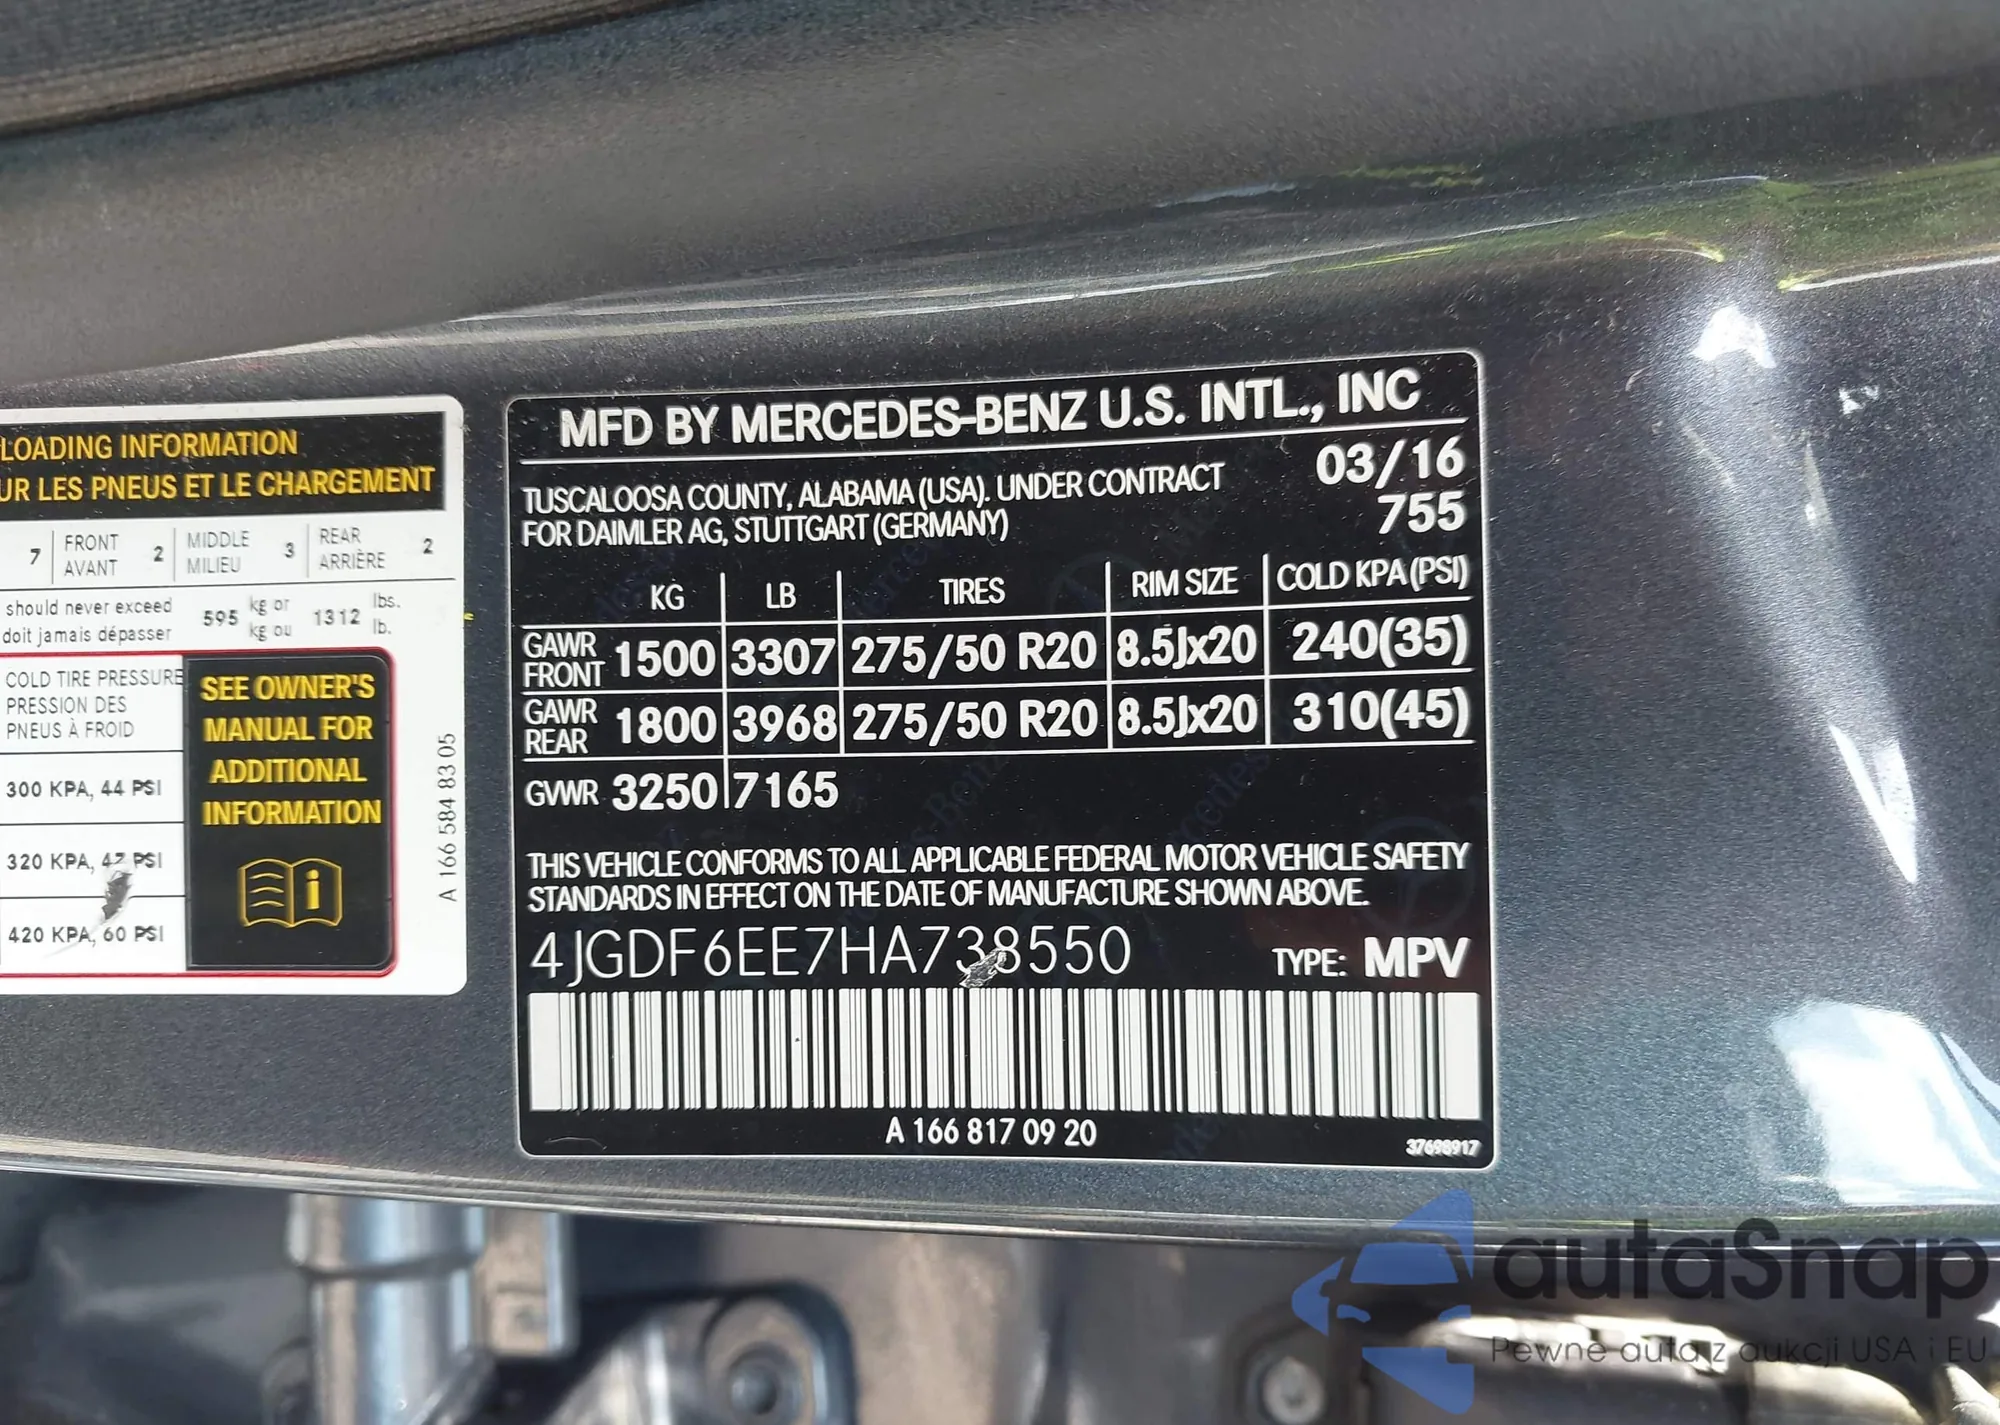 LOADING INFORMATION
UR LES PNEUS ET LE CHARGEMENT
7 FRONT AVANT 2 MIDDLE MILIEU 3 REAR ARRIÈRE 2
should never exceed 595 kg or 1312 lbs.
doit jamais dépasser kg ou lb.
COLD TIRE PRESSURE
PRESSION DES
PNEUS À FROID
300 KPA, 44 PSI
320 KPA, 47 PSI
420 KPA, 60 PSI
SEE OWNER'S
MANUAL FOR
ADDITIONAL
INFORMATION
A 166 584 83 05
MFD BY MERCEDES-BENZ U.S. INTL., INC
TUSCALOOSA COUNTY, ALABAMA (USA). UNDER CONTRACT 03/16
FOR DAIMLER AG, STUTTGART (GERMANY) 755
KG LB TIRES RIM SIZE COLD KPA (PSI)
GAWR FRONT 1500 3307 275/50 R20 8.5Jx20 240(35)
GAWR REAR 1800 3968 275/50 R20 8.5Jx20 310(45)
GVWR 3250 7165
THIS VEHICLE CONFORMS TO ALL APPLICABLE FEDERAL MOTOR VEHICLE SAFETY
STANDARDS IN EFFECT ON THE DATE OF MANUFACTURE SHOWN ABOVE.
4JGDF6EE7HA738550 TYPE: MPV
A 166 817 09 20
37698917
autaSnap
Pewne auta z aukcji USA i EU